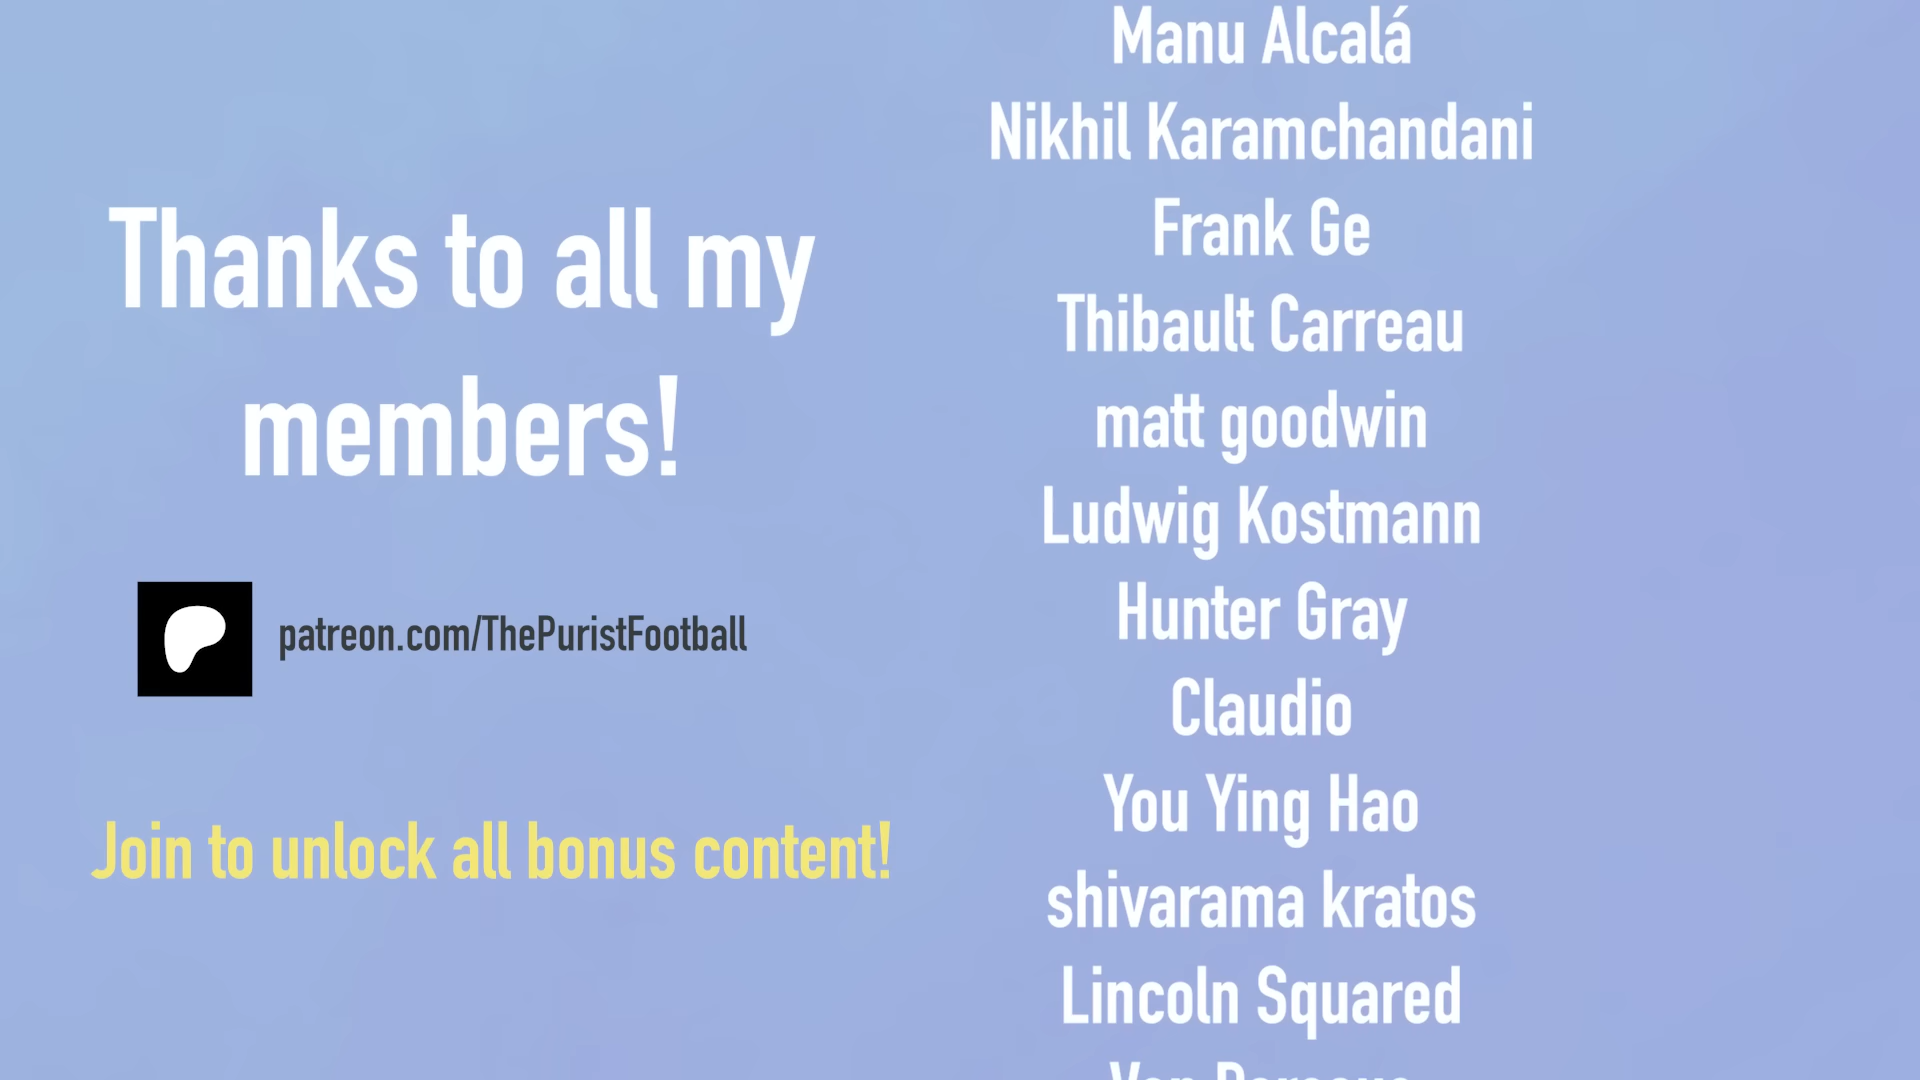 Thanks to all my
members!
patreon.com/ThePuristFootball
Join to unlock all bonus content!
Manu Alcalá
Nikhil Karamchandani
Frank Ge
Thibault Carreau
matt goodwin
Ludwig Kostmann
Hunter Gray
Claudio
You Ying Hao
shivarama kratos
Lincoln Squared